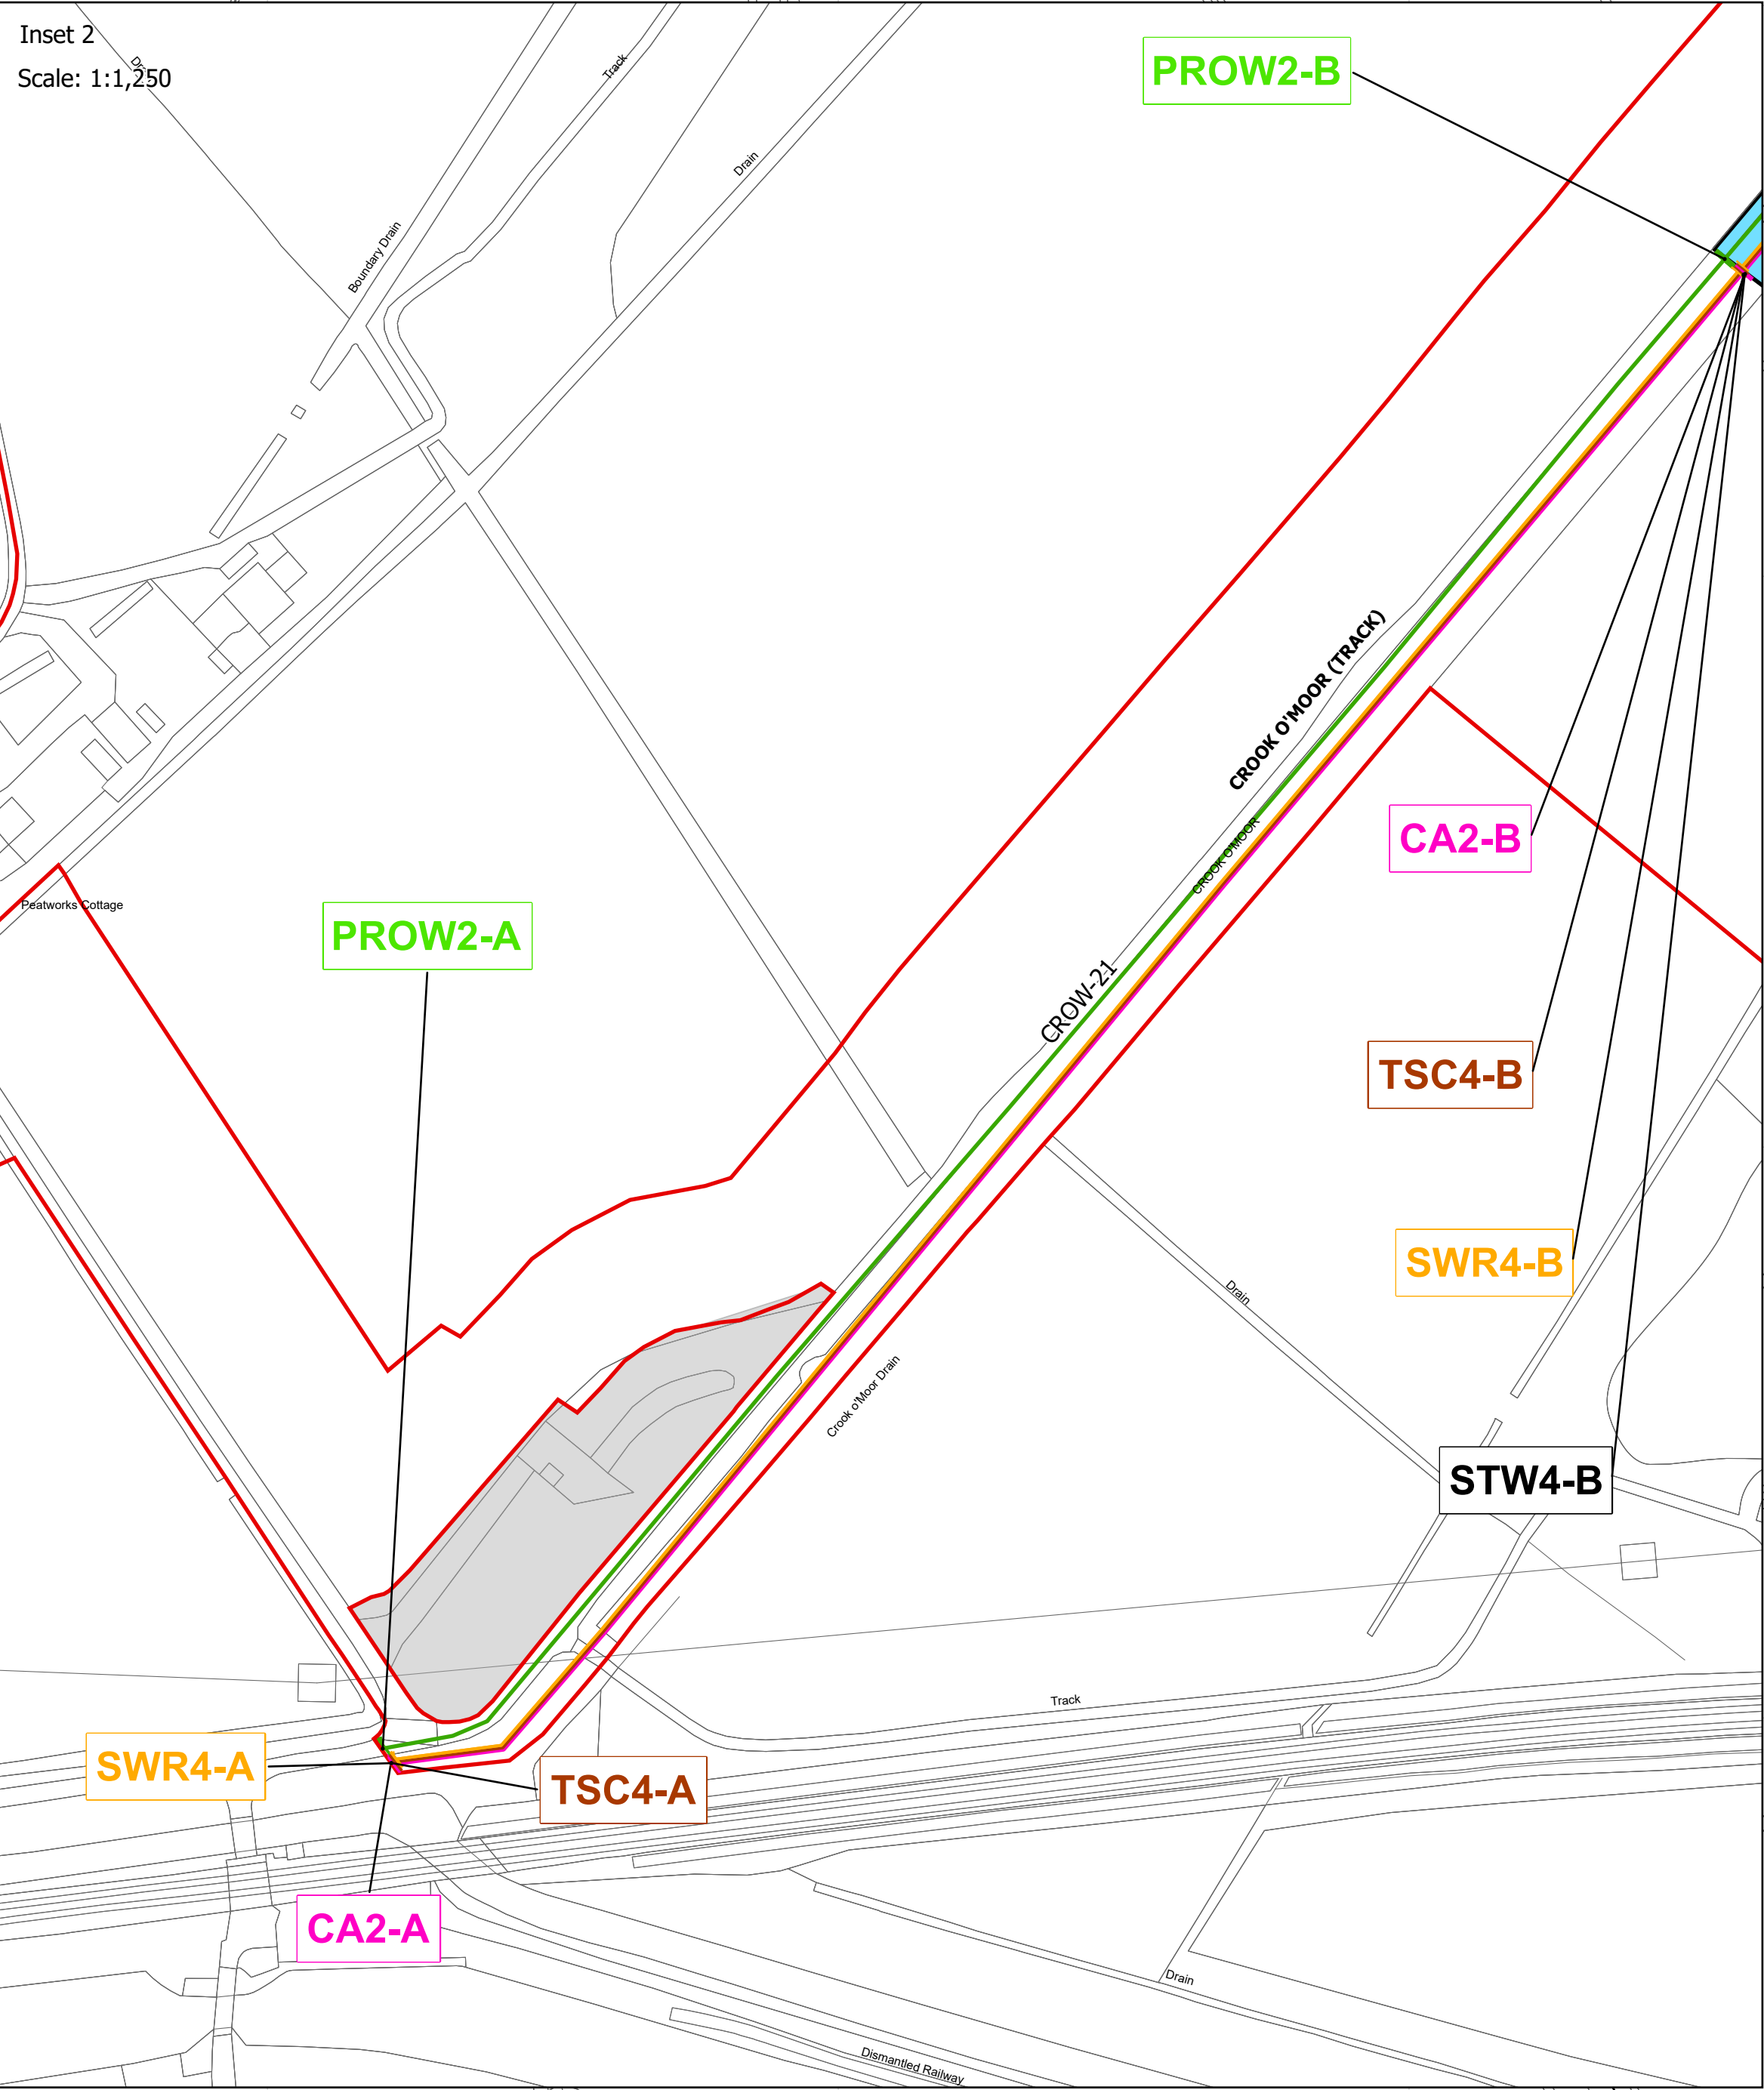 Inset 2
Scale: 1:1,250
Drain
Track
PROW2-B
Drain
Boundary Drain
CROOK O'MOOR (TRACK)
CROOK O'MOOR
CA2-B
Peatworks Cottage
PROW2-A
CROW-21
TSC4-B
SWR4-B
Drain
Crook o'Moor Drain
STW4-B
Track
SWR4-A
TSC4-A
CA2-A
Drain
Dismantled Railway